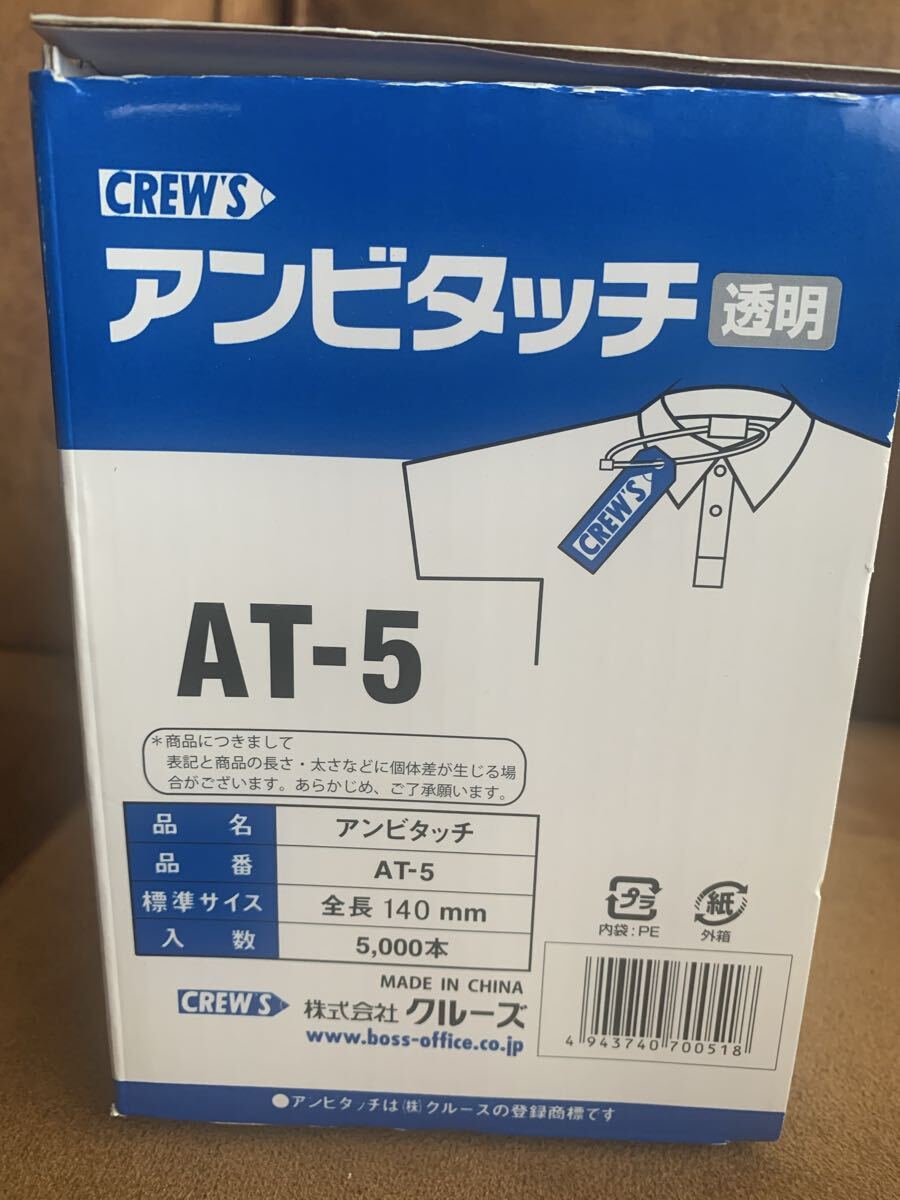 CREW'S
アンビタッチ 透明
CREW'S
AT-5
＊商品につきまして
表記と商品の長さ・太さなどに個体差が生じる場
合がございます。あらかじめ、ご了承願います。
品名 アンビタッチ
品番 AT-5
標準サイズ 全長 140 mm
入数 5,000本
プラ 紙
内袋：PE 外箱
MADE IN CHINA
CREW'S 株式会社 クルーズ
www.boss-office.co.jp
4 943740 700518
●アンビタッチは㈱クルーズの登録商標です